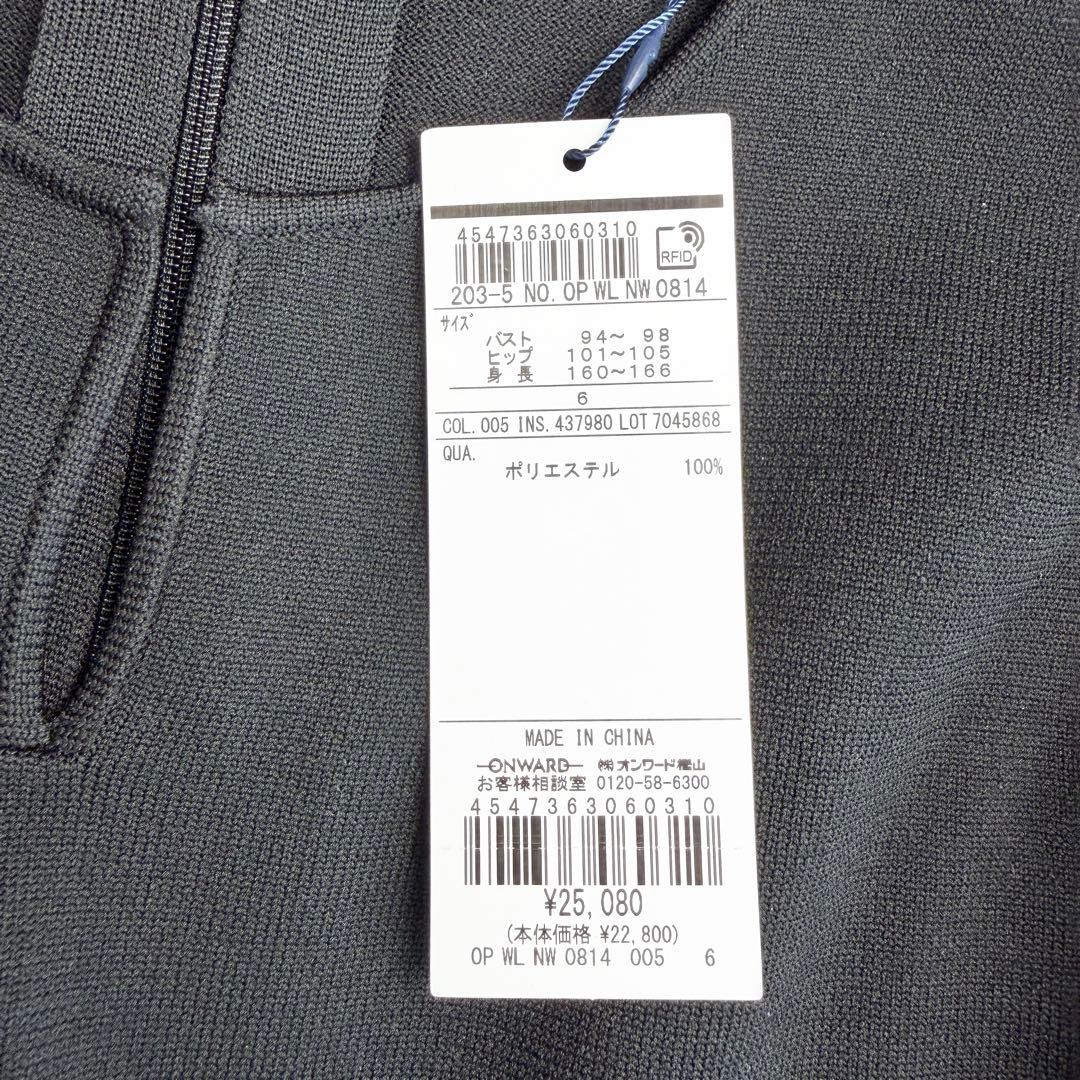 4547363060310
RFID
203-5 NO. OP WL NW 0814
サイズ
バスト 94～ 98
ヒップ 101～105
身 長 160～166
6
COL. 005 INS. 437980 LOT 7045868
QUA.
ポリエステル 100%
MADE IN CHINA
ONWARD ㈱オンワード樫山
お客様相談室 0120-58-6300
4547363060310
¥25,080
(本体価格 ¥22,800)
OP WL NW 0814 005 6